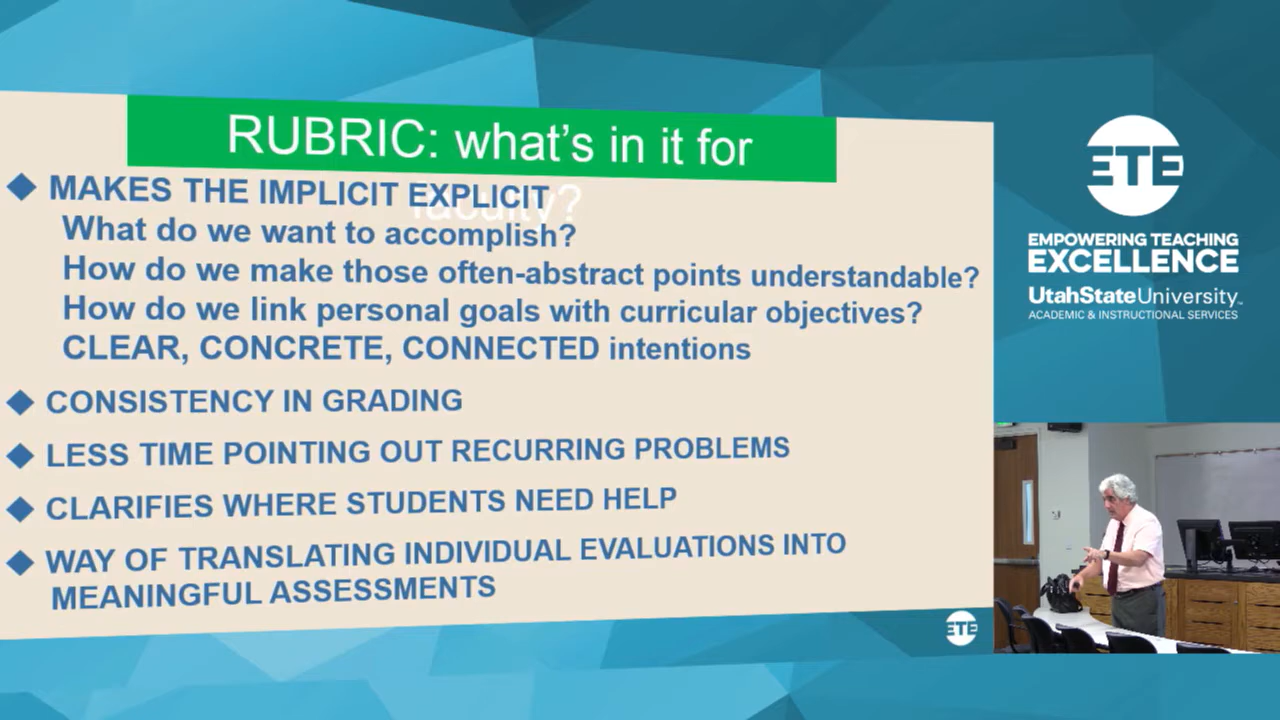 RUBRIC: what's in it for
faculty?
MAKES THE IMPLICIT EXPLICIT
What do we want to accomplish?
How do we make those often-abstract points understandable?
How do we link personal goals with curricular objectives?
CLEAR, CONCRETE, CONNECTED intentions
CONSISTENCY IN GRADING
LESS TIME POINTING OUT RECURRING PROBLEMS
CLARIFIES WHERE STUDENTS NEED HELP
WAY OF TRANSLATING INDIVIDUAL EVALUATIONS INTO
MEANINGFUL ASSESSMENTS
ETE
ETE
EMPOWERING TEACHING
EXCELLENCE
UtahStateUniversity
ACADEMIC & INSTRUCTIONAL SERVICES